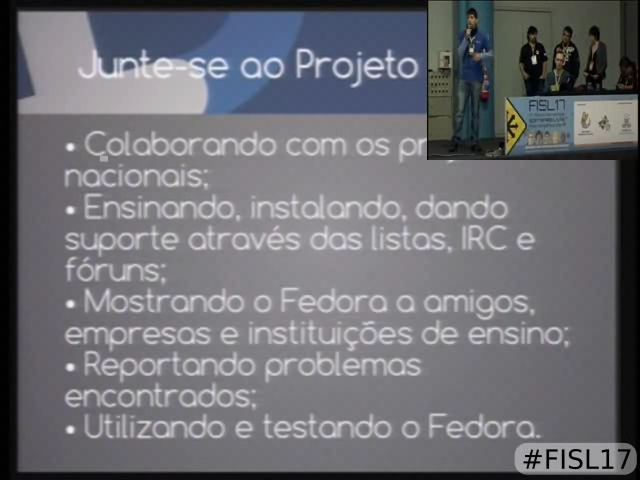 Junte-se ao Projeto
• Colaborando com os
nacionais;
• Ensinando, instalando, dando
suporte através das listas, IRC e
fóruns;
• Mostrando o Fedora a amigos,
empresas e instituições de ensino;
• Reportando problemas
encontrados;
• Utilizando e testando o Fedora.
FISL17
#FISL17